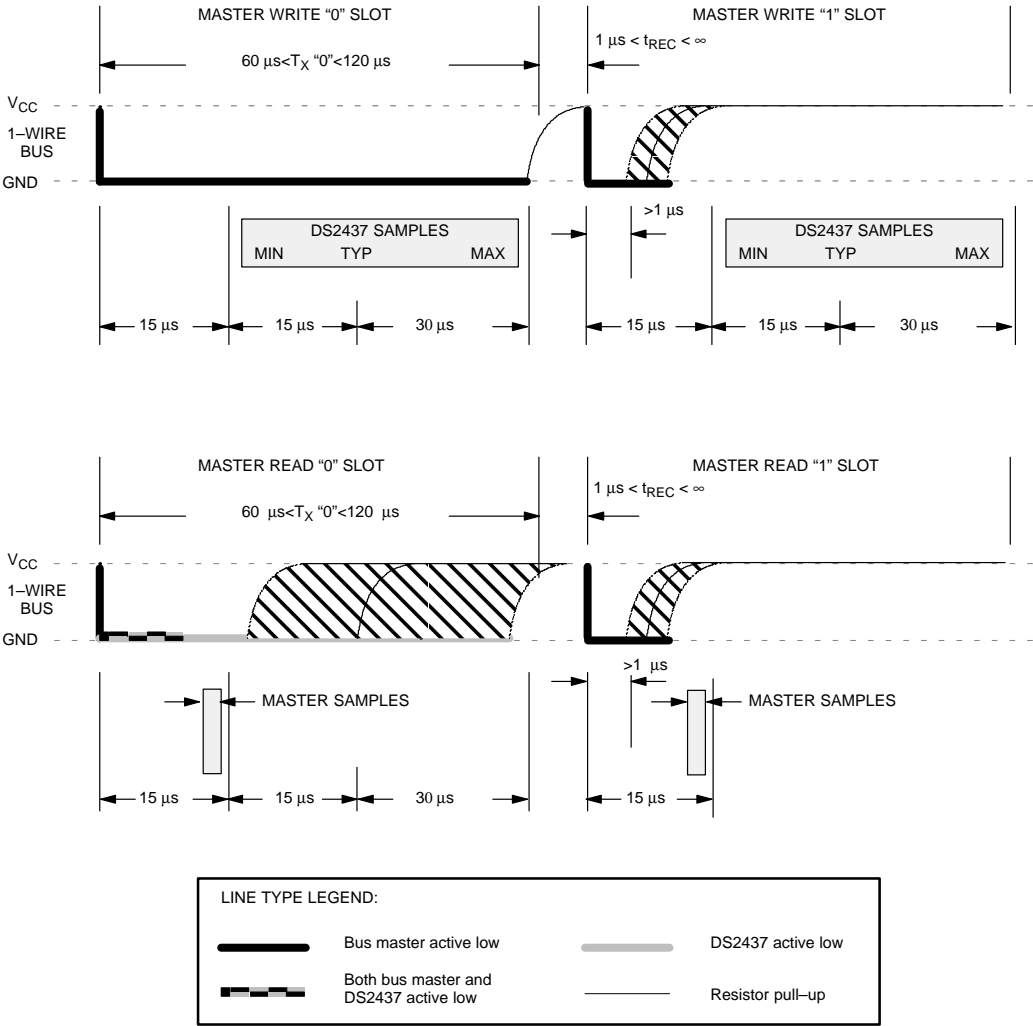 MASTER WRITE “0” SLOT
MASTER WRITE “1” SLOT
1 µs < tREC < ∞
60 µs<TX “0”<120 µs
VCC
1–WIRE
BUS
GND
>1 µs
DS2437 SAMPLES
MIN TYP MAX
DS2437 SAMPLES
MIN TYP MAX
15 µs
15 µs
30 µs
15 µs
15 µs
30 µs
MASTER READ “0” SLOT
MASTER READ “1” SLOT
1 µs < tREC < ∞
60 µs<TX “0”<120 µs
VCC
1–WIRE
BUS
GND
>1 µs
MASTER SAMPLES
MASTER SAMPLES
15 µs
15 µs
30 µs
15 µs
LINE TYPE LEGEND:
Bus master active low
DS2437 active low
Both bus master and
DS2437 active low
Resistor pull–up